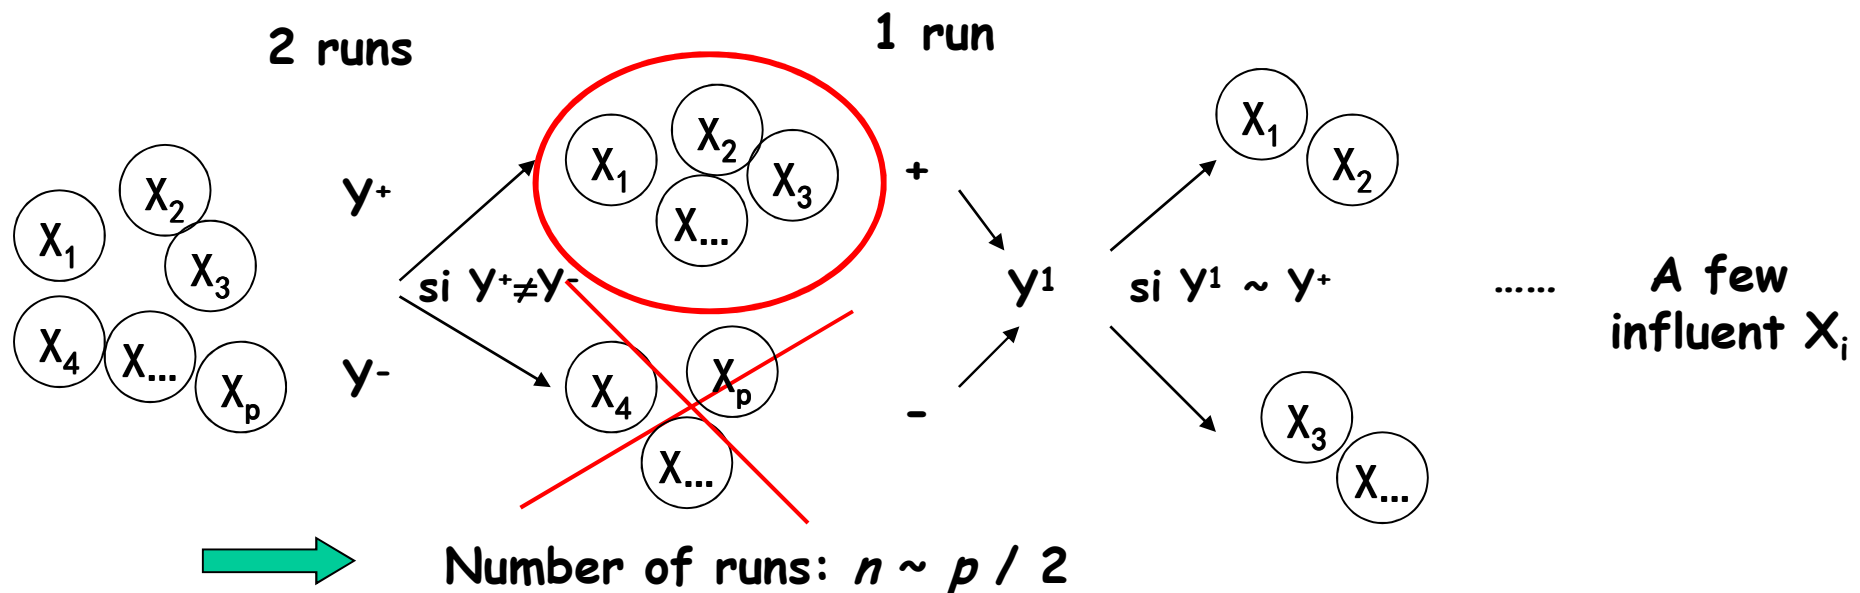 2 runs
1 run
X₁
X₂
X₃
X₄
X...
Xₚ
Y⁺
Y⁻
si Y⁺≠Y⁻
X₁
X₂
X₃
X...
X₄
Xₚ
X...
+
-
Y¹
si Y¹ ~ Y⁺
X₁
X₂
X₃
X...
......
A few
influent Xᵢ
Number of runs: n ~ p / 2